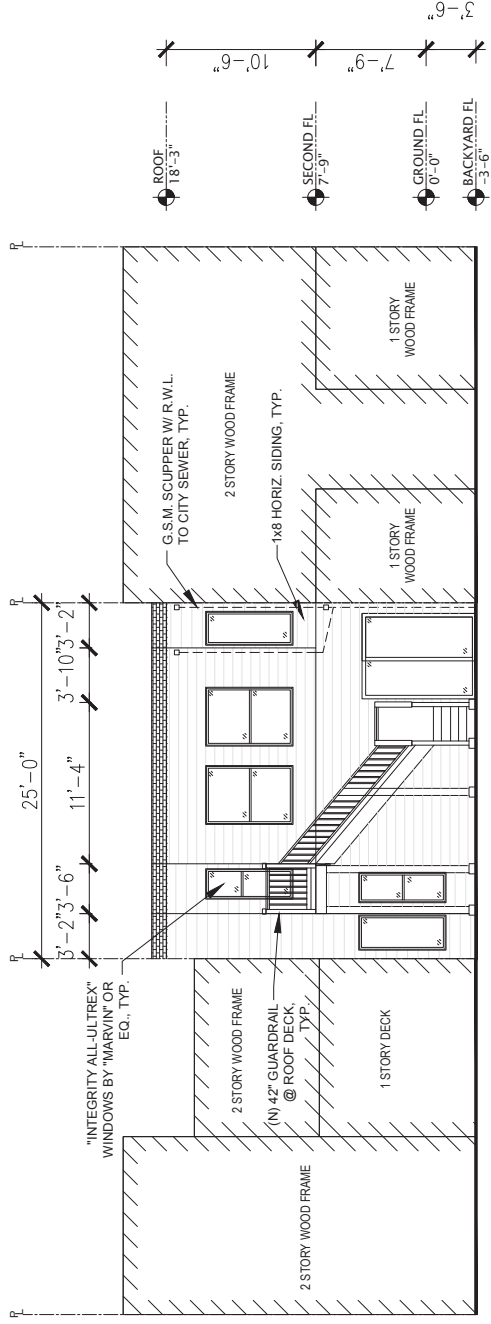 PL
PL
PL
PL
25'-0"
3'-2"
3'-6"
11'-4"
3'-10"
3'-2"
"INTEGRITY ALL-ULTREX"
WINDOWS BY "MARVIN" OR
EQ., TYP.
G.S.M. SCUPPER W/ R.W.L.
TO CITY SEWER, TYP.
2 STORY WOOD FRAME
2 STORY WOOD FRAME
(N) 42" GUARDRAIL
@ ROOF DECK,
TYP.
1 STORY DECK
2 STORY WOOD FRAME
1x8 HORIZ. SIDING, TYP.
1 STORY
WOOD FRAME
1 STORY
WOOD FRAME
ROOF
18'-3"
SECOND FL
7'-9"
GROUND FL
0'-0"
BACKYARD FL
-3'-6"
10'-6"
7'-9"
3'-6"